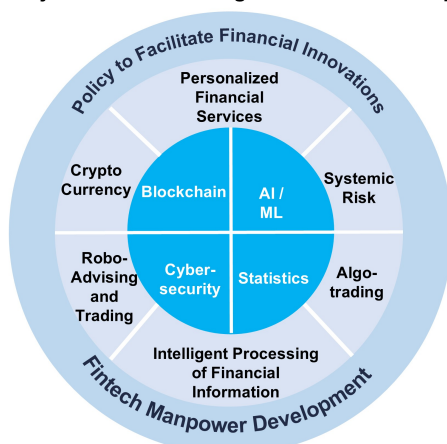 Policy to Facilitate Financial Innovations
Personalized
Financial
Services
Crypto
Currency
Blockchain
AI /
ML
Systemic
Risk
Robo-
Advising
and
Trading
Cyber-
security
Statistics
Algo-
trading
Intelligent Processing
of Financial
Information
Fintech Manpower Development